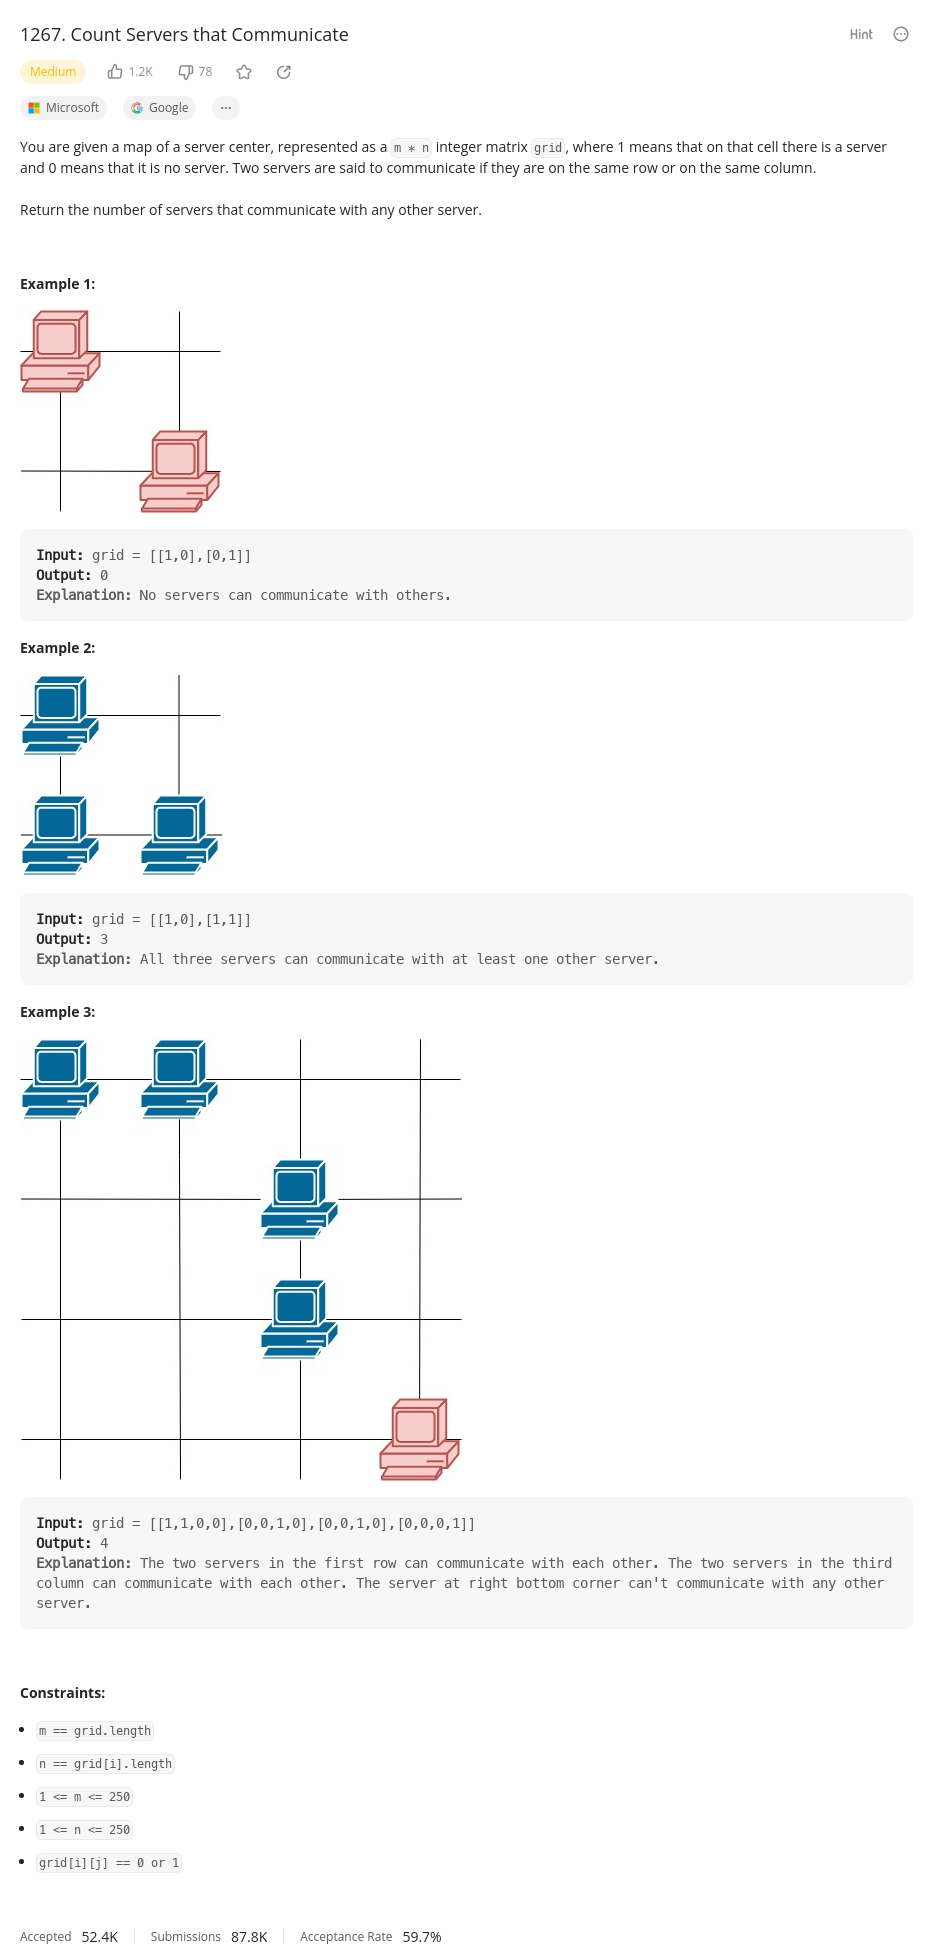 1267. Count Servers that Communicate
Hint
Medium
1.2K
78
Microsoft
Google
You are given a map of a server center, represented as a m * n integer matrix grid, where 1 means that on that cell there is a server
and 0 means that it is no server. Two servers are said to communicate if they are on the same row or on the same column.
Return the number of servers that communicate with any other server.
Example 1:
Input: grid = [[1,0],[0,1]]
Output: 0
Explanation: No servers can communicate with others.
Example 2:
Input: grid = [[1,0],[1,1]]
Output: 3
Explanation: All three servers can communicate with at least one other server.
Example 3:
Input: grid = [[1,1,0,0],[0,0,1,0],[0,0,1,0],[0,0,0,1]]
Output: 4
Explanation: The two servers in the first row can communicate with each other. The two servers in the third
column can communicate with each other. The server at right bottom corner can't communicate with any other
server.
Constraints:
m == grid.length
n == grid[i].length
1 <= m <= 250
1 <= n <= 250
grid[i][j] == 0 or 1
Accepted 52.4K Submissions 87.8K Acceptance Rate 59.7%